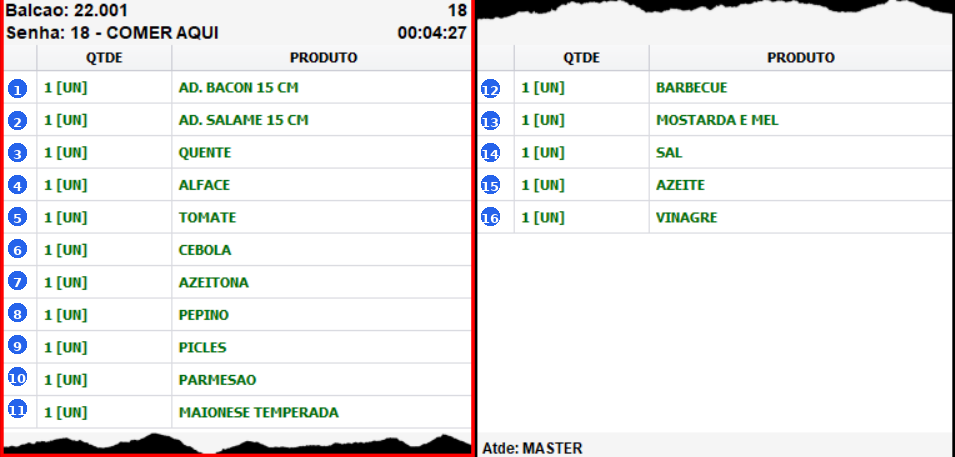 Balcao: 22.001 18
Senha: 18 - COMER AQUI 00:04:27
QTDE PRODUTO
1 1 [UN] AD. BACON 15 CM
2 1 [UN] AD. SALAME 15 CM
3 1 [UN] QUENTE
4 1 [UN] ALFACE
5 1 [UN] TOMATE
6 1 [UN] CEBOLA
7 1 [UN] AZEITONA
8 1 [UN] PEPINO
9 1 [UN] PICLES
10 1 [UN] PARMESAO
11 1 [UN] MAIONESE TEMPERADA
QTDE PRODUTO
12 1 [UN] BARBECUE
13 1 [UN] MOSTARDA E MEL
14 1 [UN] SAL
15 1 [UN] AZEITE
16 1 [UN] VINAGRE
Atde: MASTER